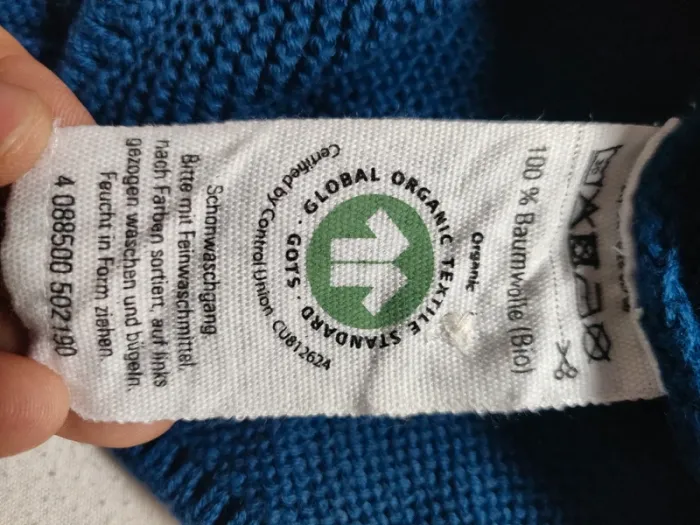 100 % Baumwolle (Bio)
Organic
GLOBAL ORGANIC TEXTILE STANDARD · GOTS ·
Certified by Control Union CU812624
Schonwaschgang.
Bitte mit Feinwaschmittel,
nach Farben sortiert, auf links
gezogen waschen und bügeln.
Feucht in Form ziehen.
4 088500 502190